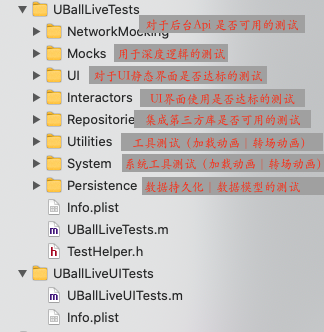 UBallLiveTests
对于后台Api 是否可用的测试
NetworkMocking
Mocks 用于深度逻辑的测试
UI 对于UI静态界面是否达标的测试
Interactors UI界面使用是否达标的测试
Repositorie 集成第三方库是否可用的测试
Utilities 工具测试（加载动画｜转场动画）
System 系统工具测试（加载动画｜转场动画）
Persistence 数据持久化｜数据模型的测试
Info.plist
m UBallLiveTests.m
h TestHelper.h
UBallLiveUITests
m UBallLiveUITests.m
Info.plist